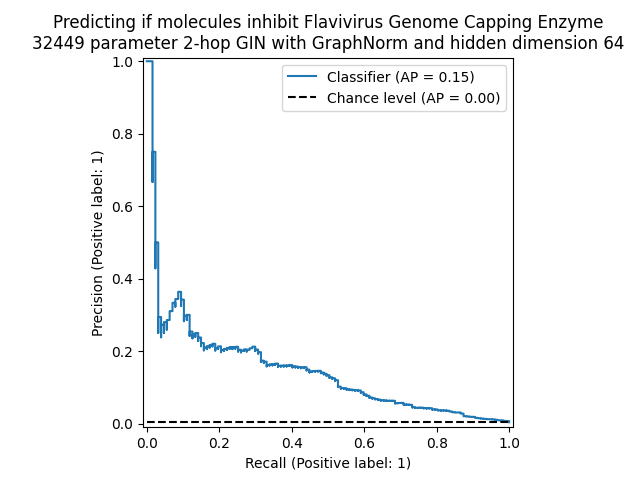 Predicting if molecules inhibit Flavivirus Genome Capping Enzyme
32449 parameter 2-hop GIN with GraphNorm and hidden dimension 64
Classifier (AP = 0.15)
Chance level (AP = 0.00)
1.0
0.8
0.6
0.4
0.2
0.0
Precision (Positive label: 1)
0.0 0.2 0.4 0.6 0.8 1.0
Recall (Positive label: 1)